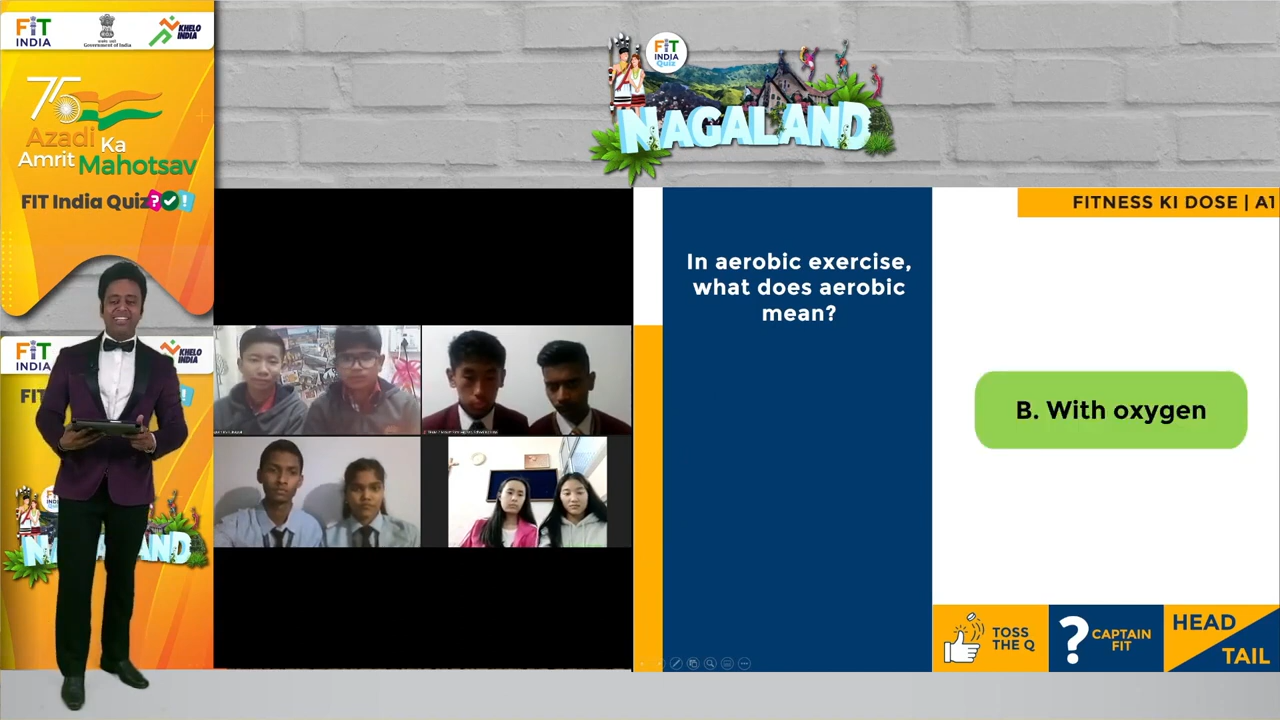 FiT
INDIA
Government of India
KHELO
INDIA
75
Azadi Ka
Amrit Mahotsav
FIT India Quiz?!
FiT
INDIA
KHELO
INDIA
FIT
!
NAGALAND
FiT
INDIA
Quiz
NAGALAND
In aerobic exercise,
what does aerobic
mean?
FITNESS KI DOSE | A1
B. With oxygen
TOSS
THE Q
?
CAPTAIN
FIT
HEAD
TAIL